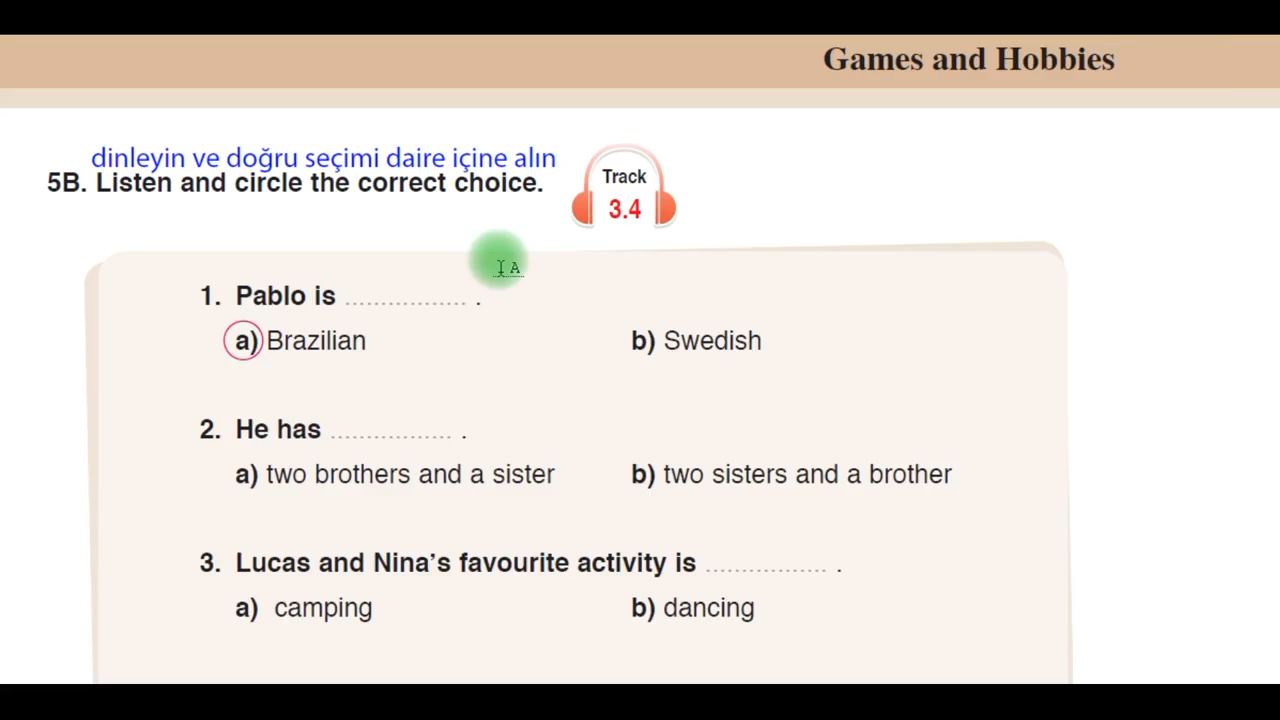 Games and Hobbies
dinleyin ve doğru seçimi daire içine alın
5B. Listen and circle the correct choice.
Track
3.4
A
1. Pablo is ................. .
a) Brazilian b) Swedish
2. He has ................. .
a) two brothers and a sister b) two sisters and a brother
3. Lucas and Nina’s favourite activity is ................. .
a) camping b) dancing